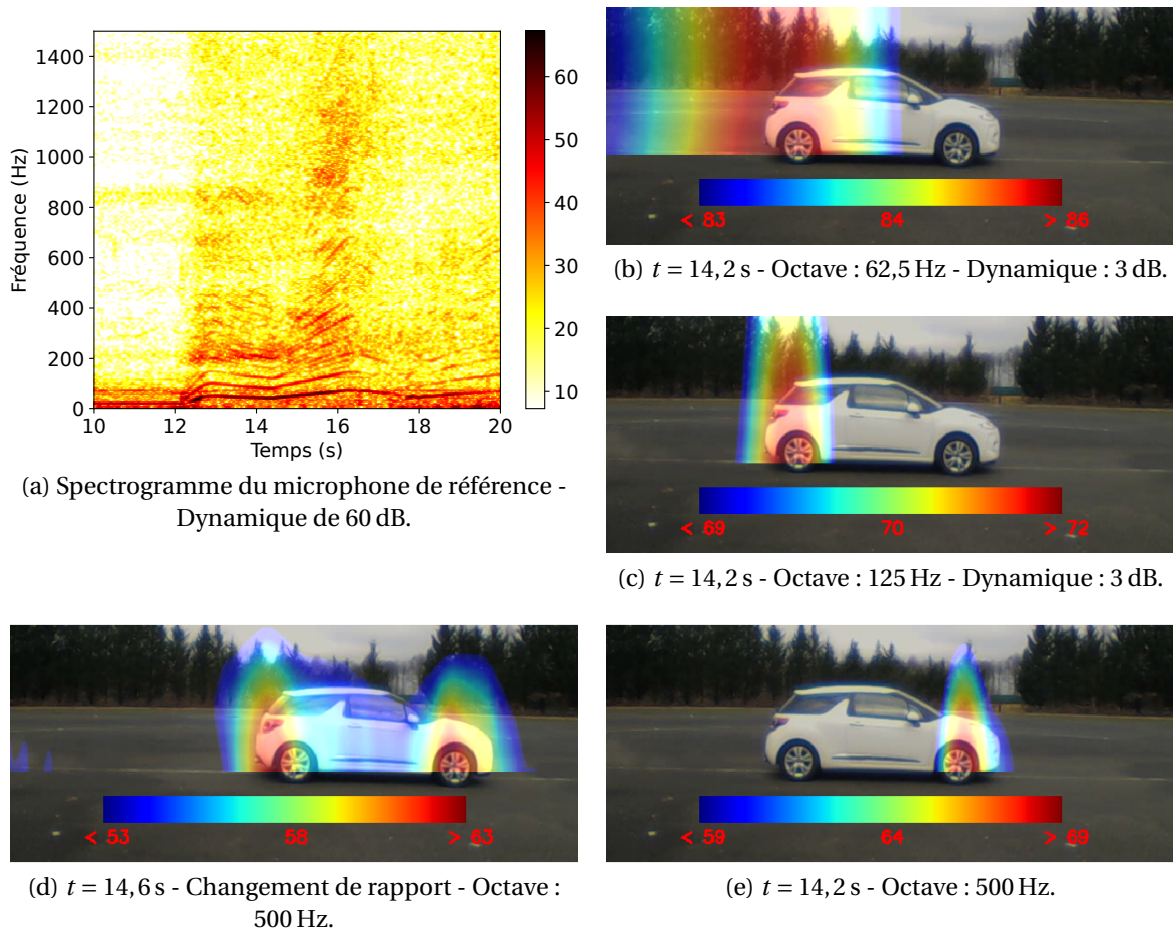 1400
1200
1000
800
600
400
200
0
Fréquence (Hz)
10 12 14 16 18 20
Temps (s)
60
50
40
30
20
10
(a) Spectrogramme du microphone de référence -
Dynamique de 60 dB.
< 83 84 > 86
(b) t = 14,2 s - Octave : 62,5 Hz - Dynamique : 3 dB.
< 69 70 > 72
(c) t = 14,2 s - Octave : 125 Hz - Dynamique : 3 dB.
< 53 58 > 63
(d) t = 14,6 s - Changement de rapport - Octave :
500 Hz.
< 59 64 > 69
(e) t = 14,2 s - Octave : 500 Hz.